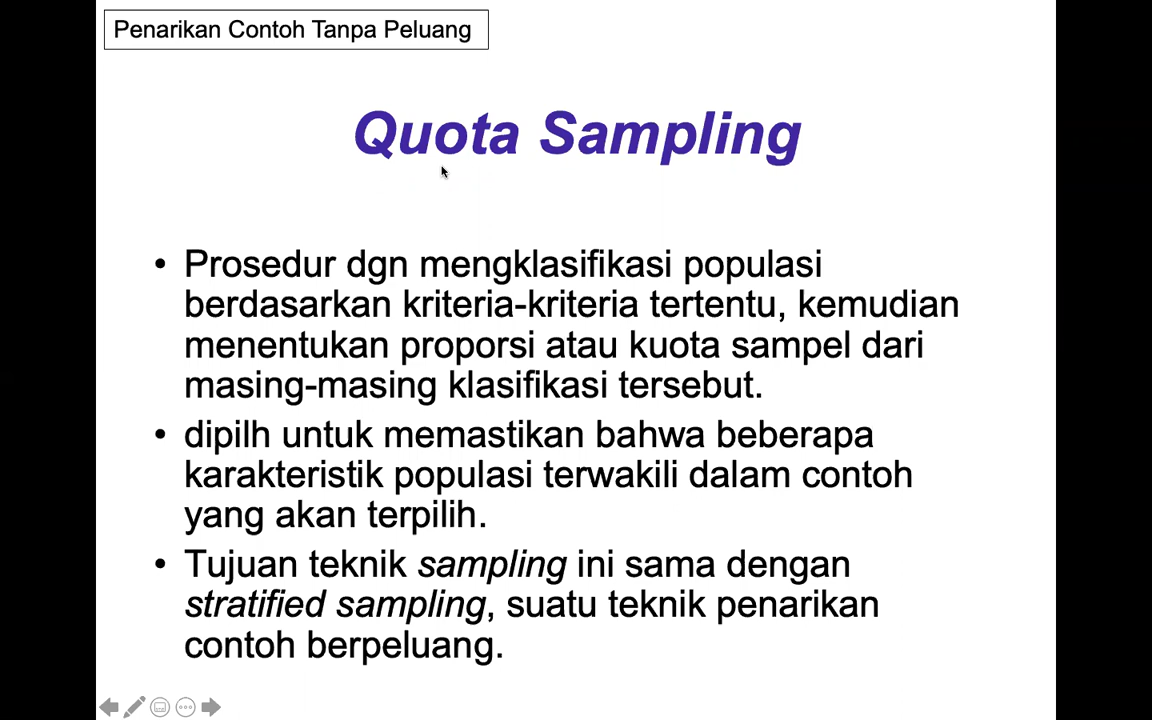 Penarikan Contoh Tanpa Peluang
Quota Sampling
• Prosedur dgn mengklasifikasi populasi
berdasarkan kriteria-kriteria tertentu, kemudian
menentukan proporsi atau kuota sampel dari
masing-masing klasifikasi tersebut.
• dipilh untuk memastikan bahwa beberapa
karakteristik populasi terwakili dalam contoh
yang akan terpilih.
• Tujuan teknik sampling ini sama dengan
stratified sampling, suatu teknik penarikan
contoh berpeluang.